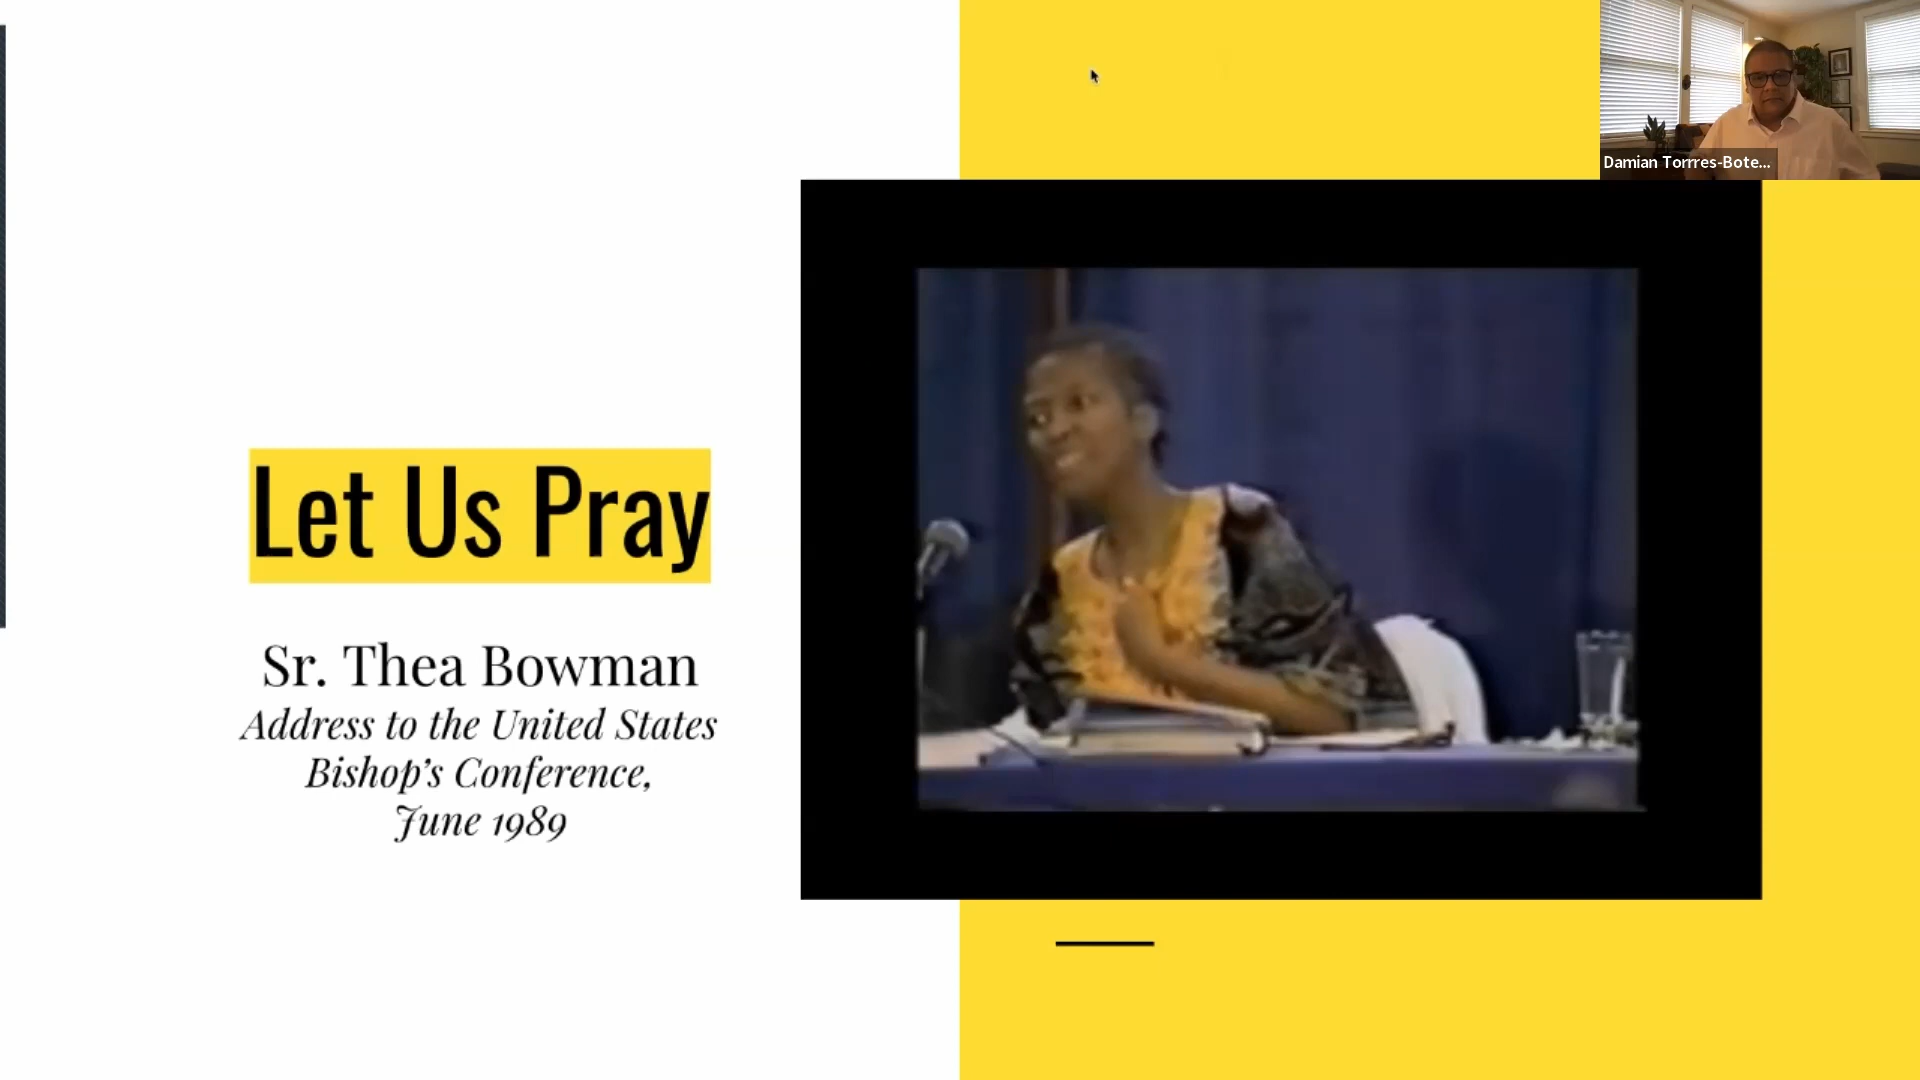 Damian Torrres-Bote...
Let Us Pray
Sr. Thea Bowman
Address to the United States
Bishop's Conference,
June 1989